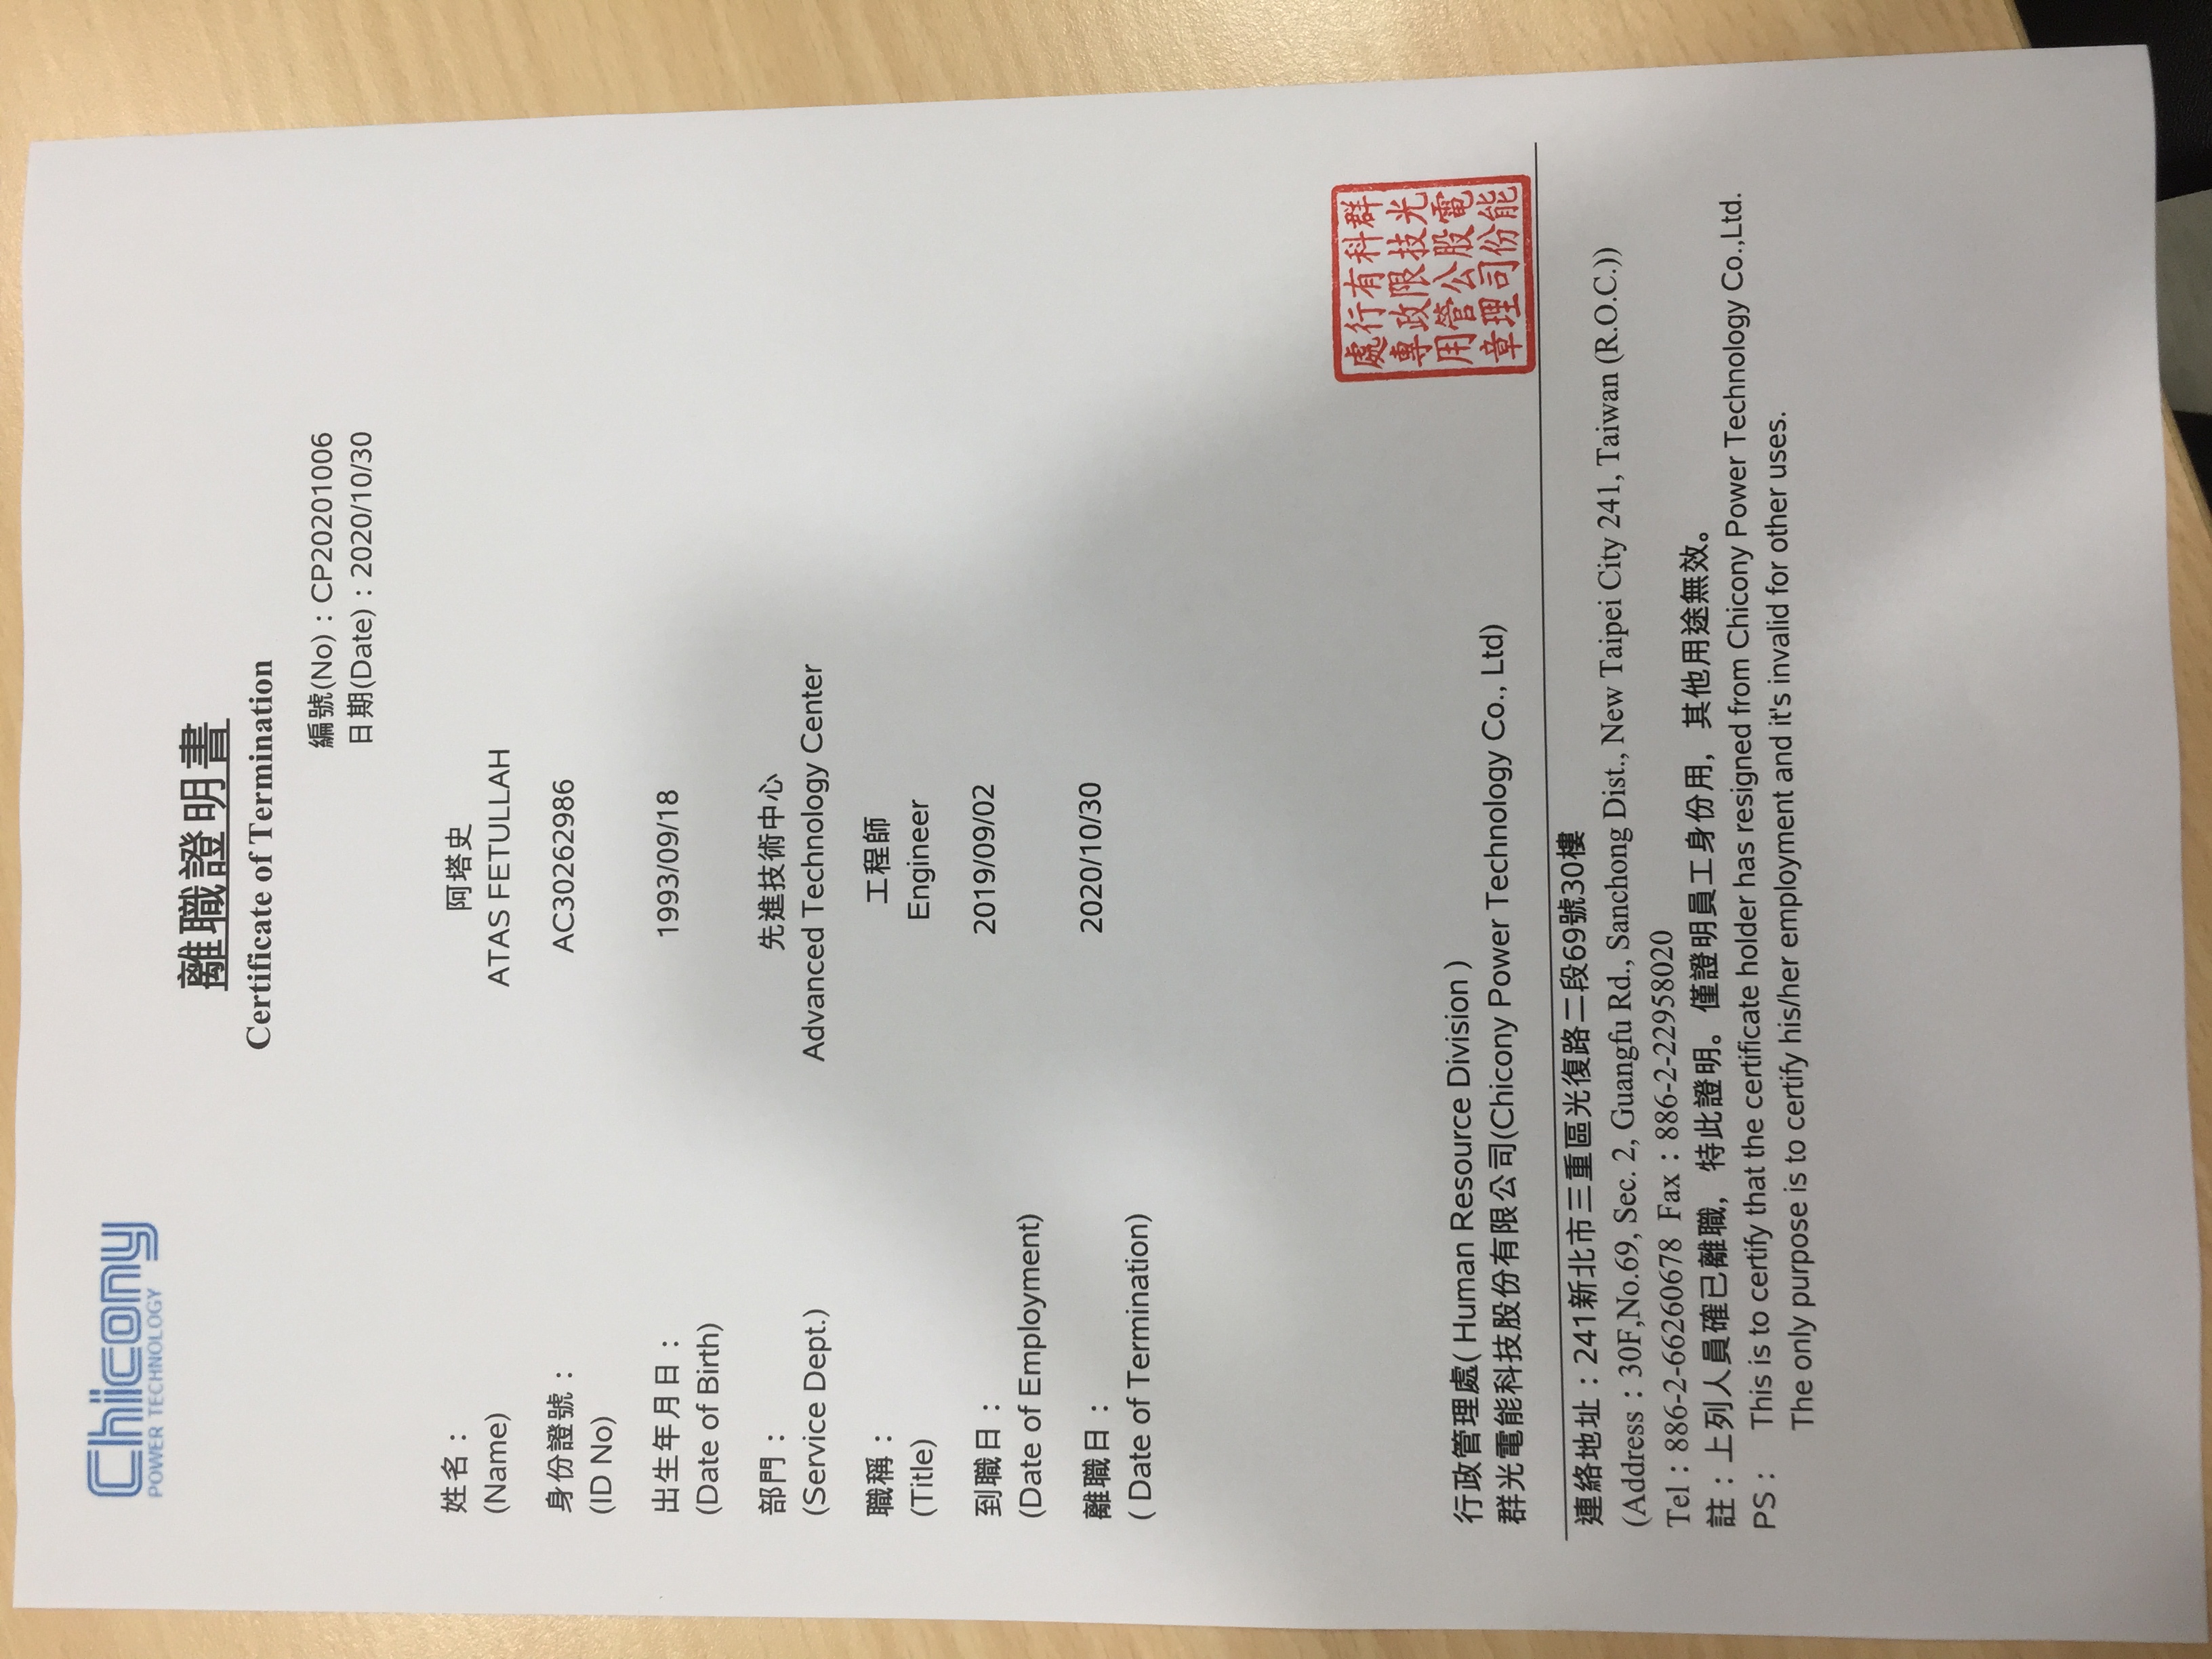 Chicony
POWER TECHNOLOGY
離職證明書
Certificate of Termination
編號(No)：CP20201006
日期(Date)：2020/10/30
姓名： 阿塔史
(Name) ATAS FETULLAH
身份證號： AC30262986
(ID No)
出生年月日： 1993/09/18
(Date of Birth)
部門： 先進技術中心
(Service Dept.) Advanced Technology Center
職稱： 工程師
(Title) Engineer
到職日： 2019/09/02
(Date of Employment)
離職日： 2020/10/30
( Date of Termination)
群光電能
科技股份
有限公司
行政管理
處專用章
行政管理處( Human Resource Division )
群光電能科技股份有限公司(Chicony Power Technology Co., Ltd)
連絡地址：241新北市三重區光復路二段69號30樓
(Address：30F,No.69, Sec. 2, Guangfu Rd., Sanchong Dist., New Taipei City 241, Taiwan (R.O.C.))
Tel：886-2-66260678 Fax：886-2-22958020
註：上列人員確已離職，特此證明。僅證明員工身份用，其他用途無效。
PS： This is to certify that the certificate holder has resigned from Chicony Power Technology Co.,Ltd.
The only purpose is to certify his/her employment and it's invalid for other uses.